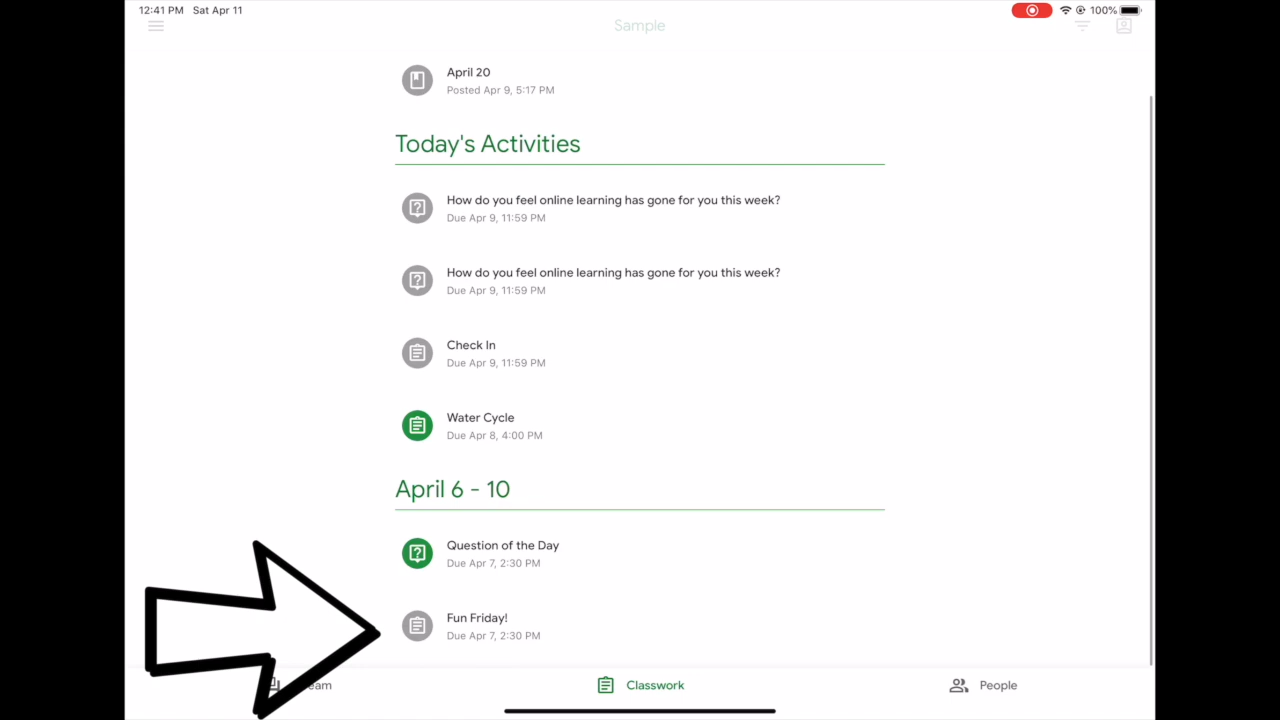 12:41 PM Sat Apr 11
100%
Sample
April 20
Posted Apr 9, 5:17 PM
Today's Activities
How do you feel online learning has gone for you this week?
Due Apr 9, 11:59 PM
How do you feel online learning has gone for you this week?
Due Apr 9, 11:59 PM
Check In
Due Apr 9, 11:59 PM
Water Cycle
Due Apr 8, 4:00 PM
April 6 - 10
Question of the Day
Due Apr 7, 2:30 PM
Fun Friday!
Due Apr 7, 2:30 PM
Classwork
People